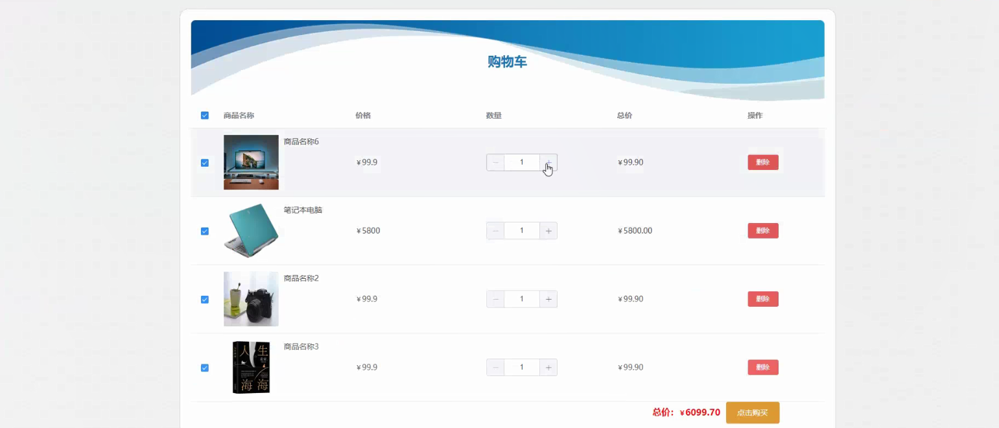 购物车
商品名称 价格 数量 总价 操作
商品名称6
¥99.9 1 ¥99.90 删除
笔记本电脑
¥5800 1 ¥5800.00 删除
商品名称2
¥99.9 1 ¥99.90 删除
商品名称3
人生
海海
¥99.9 1 ¥99.90 删除
总价：¥6099.70 点击购买